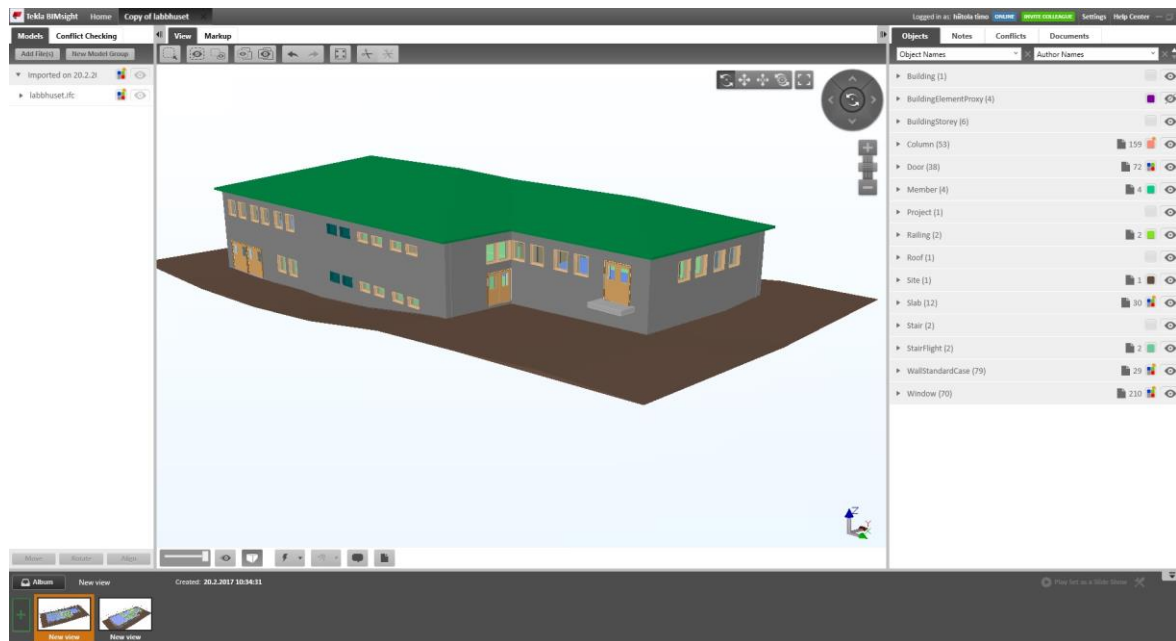 Tekla BIMsight Home Copy of labbhuset
Logged in as: hiitola timo ONLINE INVITE COLLEAGUE Settings Help Center
Models Conflict Checking
View Markup
Objects Notes Conflicts Documents
Add File(s) New Model Group
Object Names Author Names
Imported on 20.2.2
Building (1)
labbhuset.ifc
BuildingElementProxy (4)
BuildingStorey (6)
Column (53) 159
Door (38) 72
Member (4) 4
Project (1)
Railing (2) 2
Roof (1)
Site (1) 1
Slab (12) 30
Stair (2)
StairFlight (2) 2
WallStandardCase (79) 29
Window (70) 210
Z
Y
X
Move Rotate Align
Album New view Created: 20.2.2017 10:34:31 Play Set as a Slide Show
New view New view